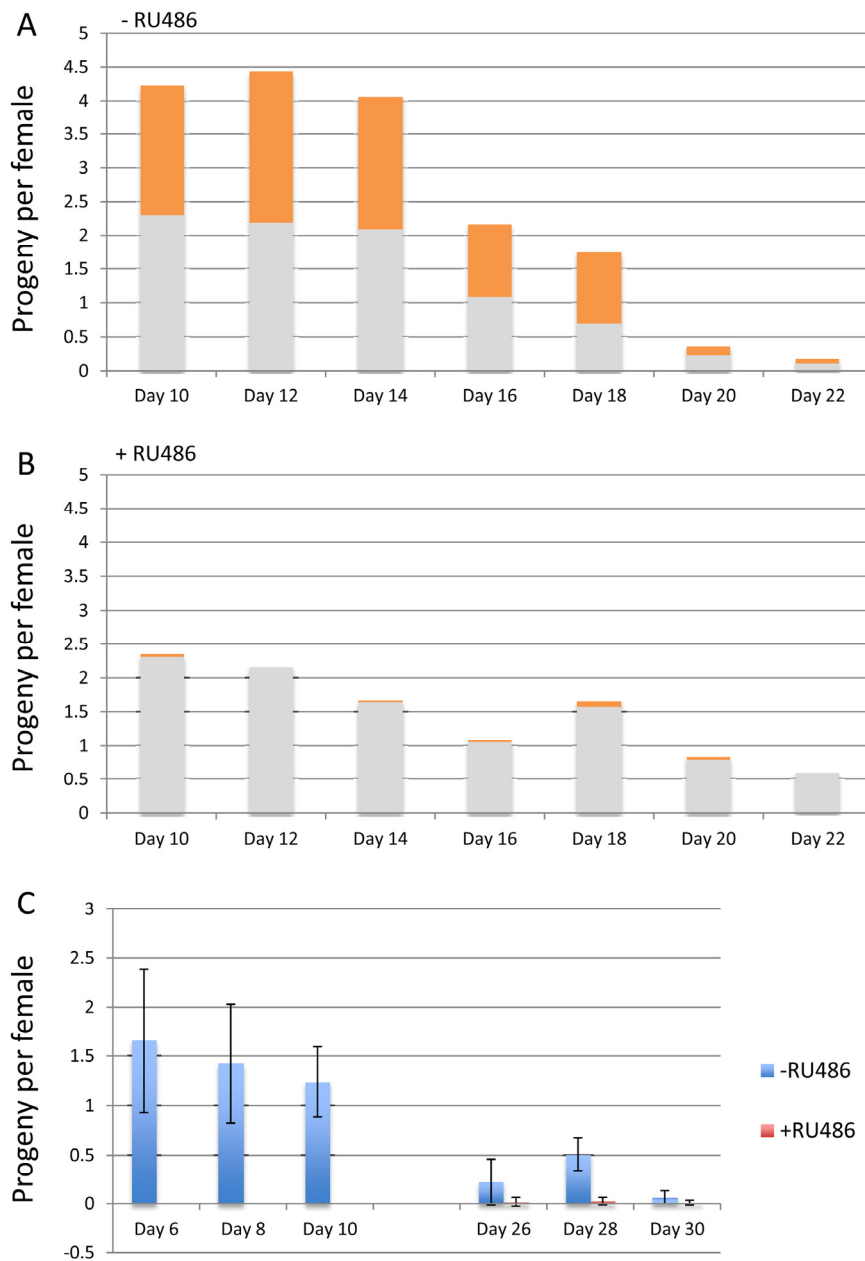 A
- RU486
Progeny per female
5
4.5
4
3.5
3
2.5
2
1.5
1
0.5
0
Day 10 Day 12 Day 14 Day 16 Day 18 Day 20 Day 22
B
+ RU486
Progeny per female
5
4.5
4
3.5
3
2.5
2
1.5
1
0.5
0
Day 10 Day 12 Day 14 Day 16 Day 18 Day 20 Day 22
C
Progeny per female
3
2.5
2
1.5
1
0.5
0
-0.5
Day 6 Day 8 Day 10 Day 26 Day 28 Day 30
-RU486
+RU486